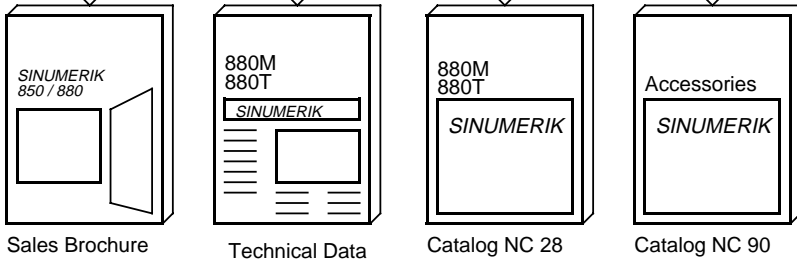 SINUMERIK
850 / 880
Sales Brochure
880M
880T
SINUMERIK
Technical Data
880M
880T
SINUMERIK
Catalog NC 28
Accessories
SINUMERIK
Catalog NC 90